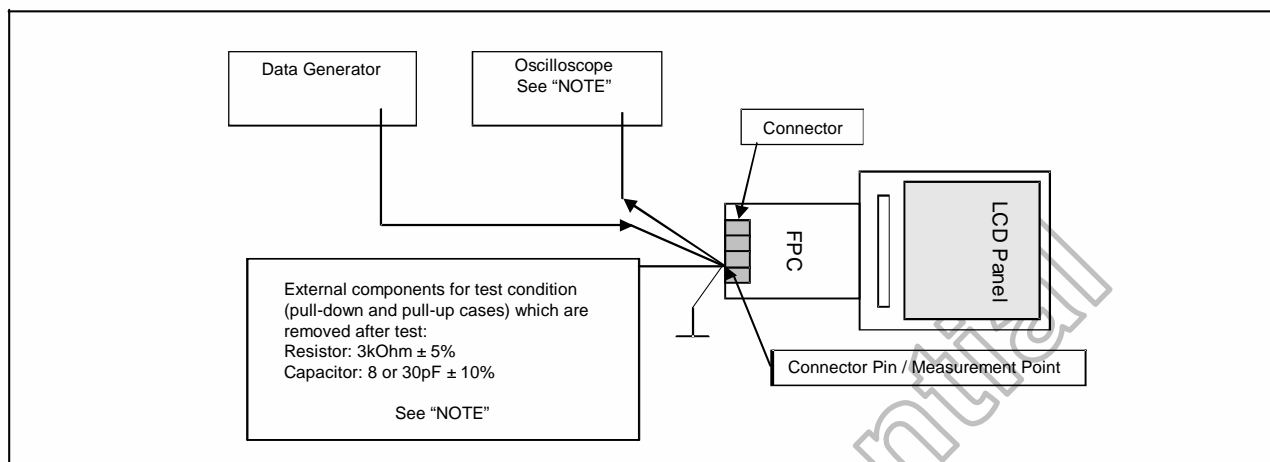 Data Generator
Oscilloscope
See “NOTE”
Connector
FPC
LCD Panel
External components for test condition
(pull-down and pull-up cases) which are
removed after test:
Resistor: 3kOhm ± 5%
Capacitor: 8 or 30pF ± 10%
See “NOTE”
Connector Pin / Measurement Point
ential